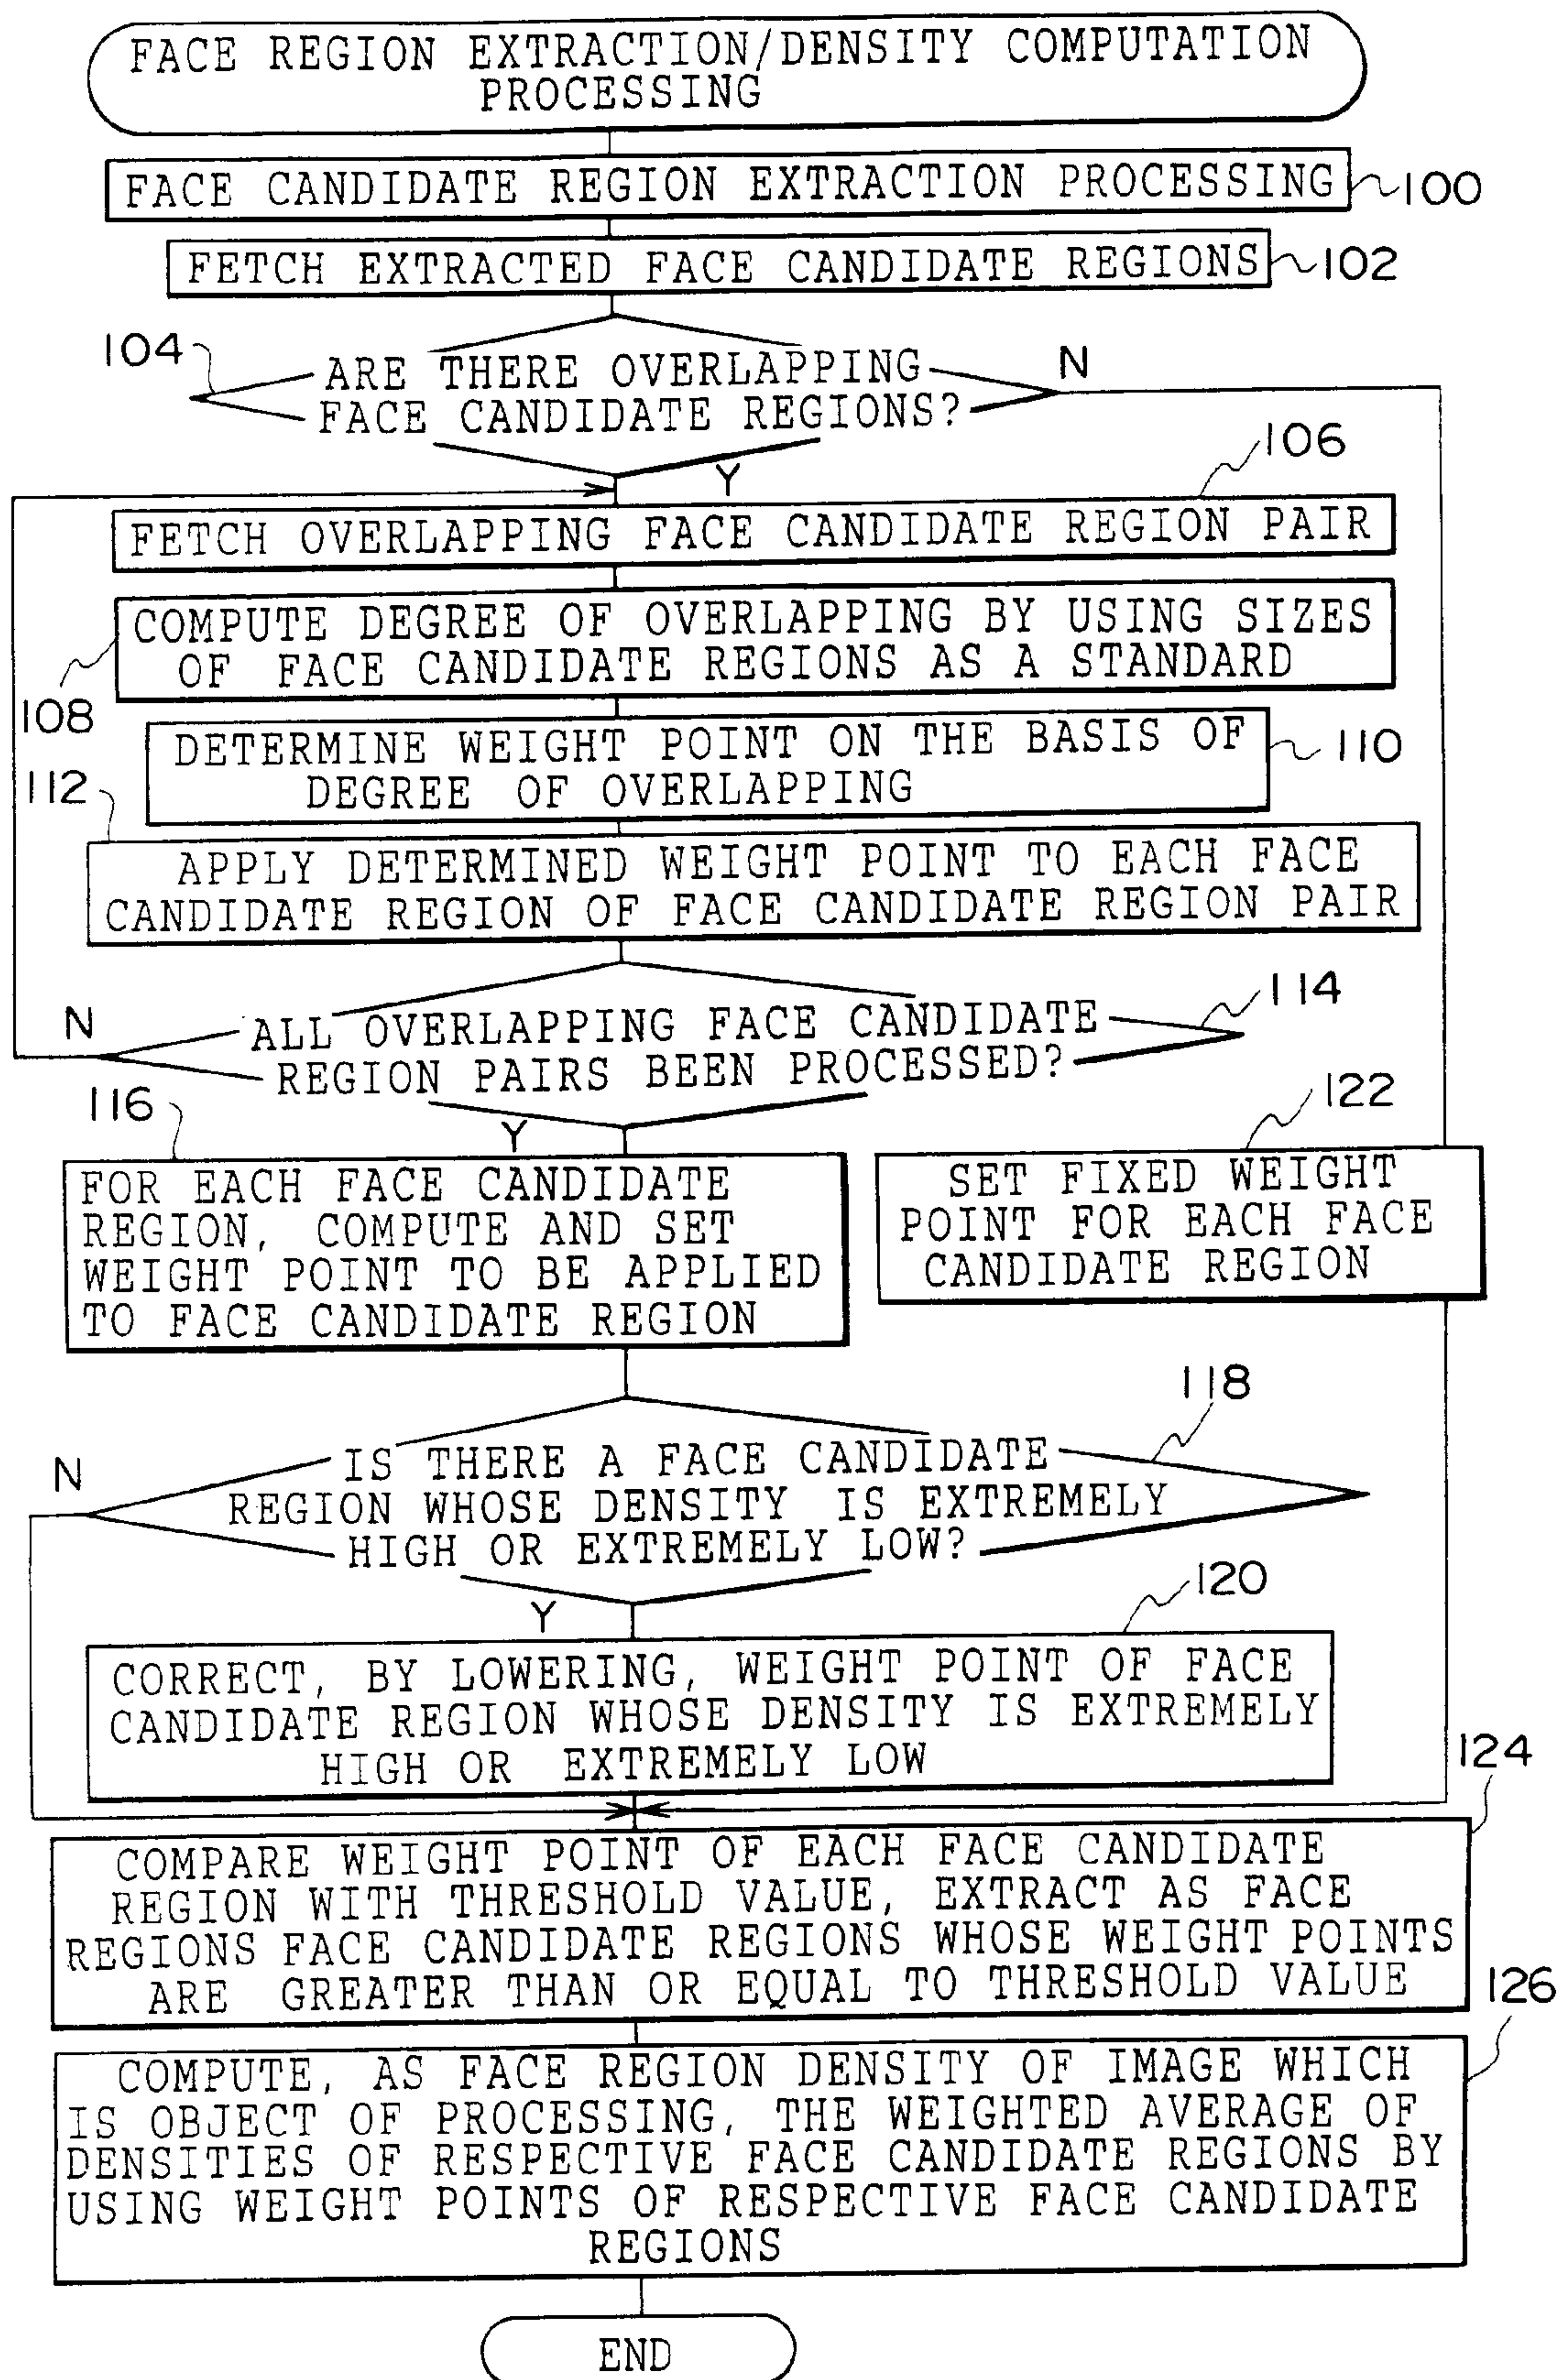 FACE REGION EXTRACTION/DENSITY COMPUTATION
PROCESSING
FACE CANDIDATE REGION EXTRACTION PROCESSING
100
FETCH EXTRACTED FACE CANDIDATE REGIONS
102
104
ARE THERE OVERLAPPING
FACE CANDIDATE REGIONS?
N
Y
106
FETCH OVERLAPPING FACE CANDIDATE REGION PAIR
COMPUTE DEGREE OF OVERLAPPING BY USING SIZES
OF FACE CANDIDATE REGIONS AS A STANDARD
108
DETERMINE WEIGHT POINT ON THE BASIS OF
DEGREE OF OVERLAPPING
110
112
APPLY DETERMINED WEIGHT POINT TO EACH FACE
CANDIDATE REGION OF FACE CANDIDATE REGION PAIR
114
N
ALL OVERLAPPING FACE CANDIDATE
REGION PAIRS BEEN PROCESSED?
Y
116
FOR EACH FACE CANDIDATE
REGION, COMPUTE AND SET
WEIGHT POINT TO BE APPLIED
TO FACE CANDIDATE REGION
122
SET FIXED WEIGHT
POINT FOR EACH FACE
CANDIDATE REGION
118
N
IS THERE A FACE CANDIDATE
REGION WHOSE DENSITY IS EXTREMELY
HIGH OR EXTREMELY LOW?
Y
120
CORRECT, BY LOWERING, WEIGHT POINT OF FACE
CANDIDATE REGION WHOSE DENSITY IS EXTREMELY
HIGH OR EXTREMELY LOW
124
COMPARE WEIGHT POINT OF EACH FACE CANDIDATE
REGION WITH THRESHOLD VALUE, EXTRACT AS FACE
REGIONS FACE CANDIDATE REGIONS WHOSE WEIGHT POINTS
ARE GREATER THAN OR EQUAL TO THRESHOLD VALUE
126
COMPUTE, AS FACE REGION DENSITY OF IMAGE WHICH
IS OBJECT OF PROCESSING, THE WEIGHTED AVERAGE OF
DENSITIES OF RESPECTIVE FACE CANDIDATE REGIONS BY
USING WEIGHT POINTS OF RESPECTIVE FACE CANDIDATE
REGIONS
END